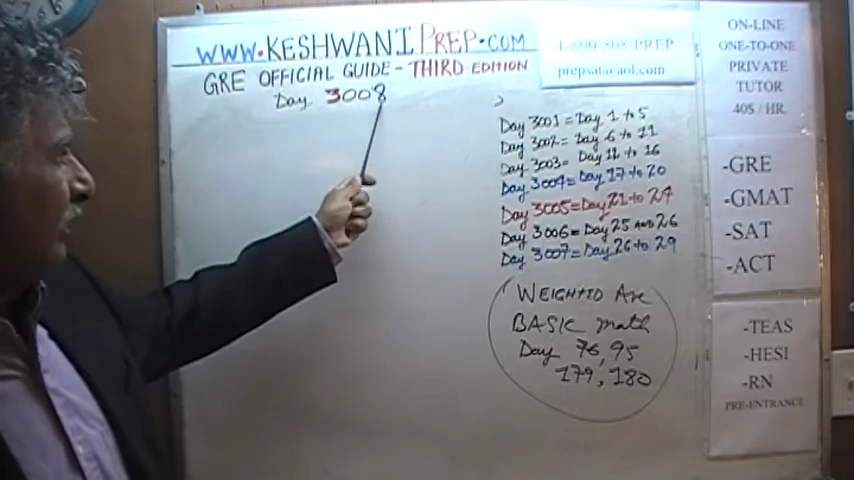 WWW.KESHWANIPREP.COM
GRE OFFICIAL GUIDE - THIRD EDITION
Day 3008
1-800-808-PREP
prepsat@aol.com
Day 3001 = Day 1 to 5
Day 3002 = Day 6 to 11
Day 3003 = Day 12 to 16
Day 3004 = Day 17 to 20
Day 3005 = Day 21 to 24
Day 3006 = Day 25 AND 26
Day 3007 = Day 26 to 29
WEIGHTED Ave
BASIC math
Day 76, 95
179, 180
ON-LINE
ONE-TO-ONE
PRIVATE
TUTOR
40$ / HR
-GRE
-GMAT
-SAT
-ACT
-TEAS
-HESI
-RN
PRE-ENTRANCE